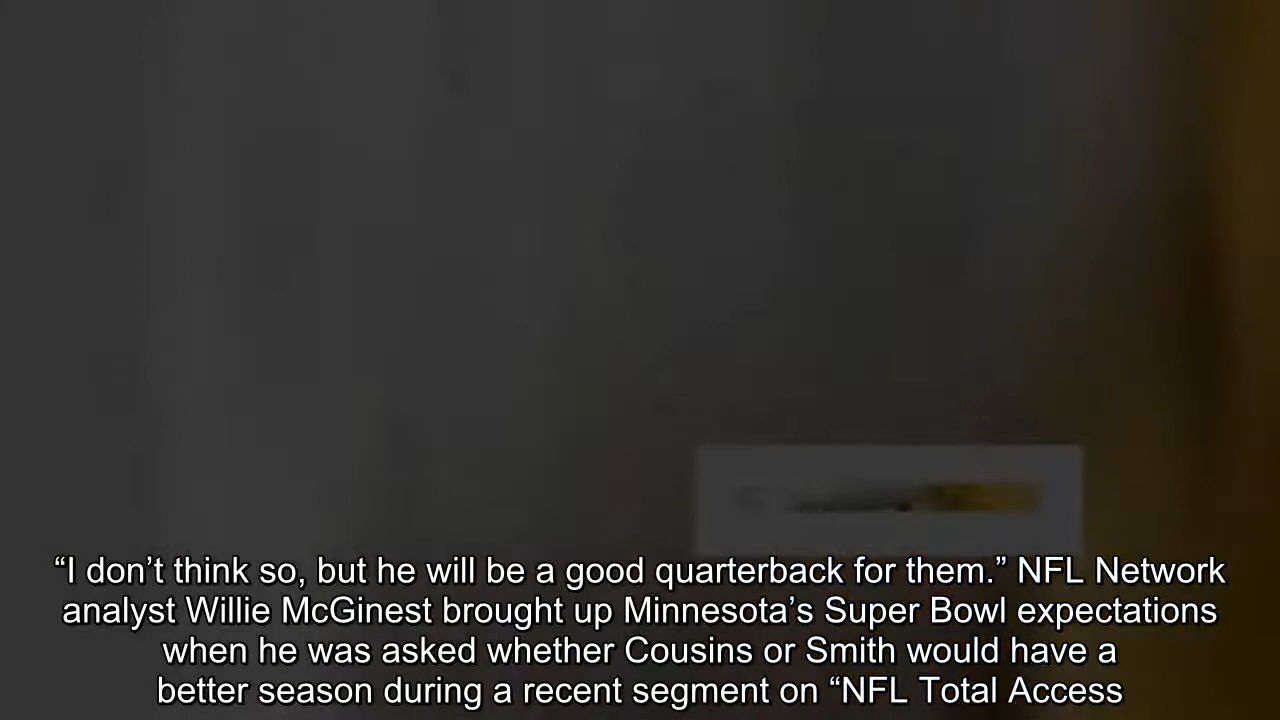 “I don’t think so, but he will be a good quarterback for them.” NFL Network
analyst Willie McGinest brought up Minnesota’s Super Bowl expectations
when he was asked whether Cousins or Smith would have a
better season during a recent segment on “NFL Total Access